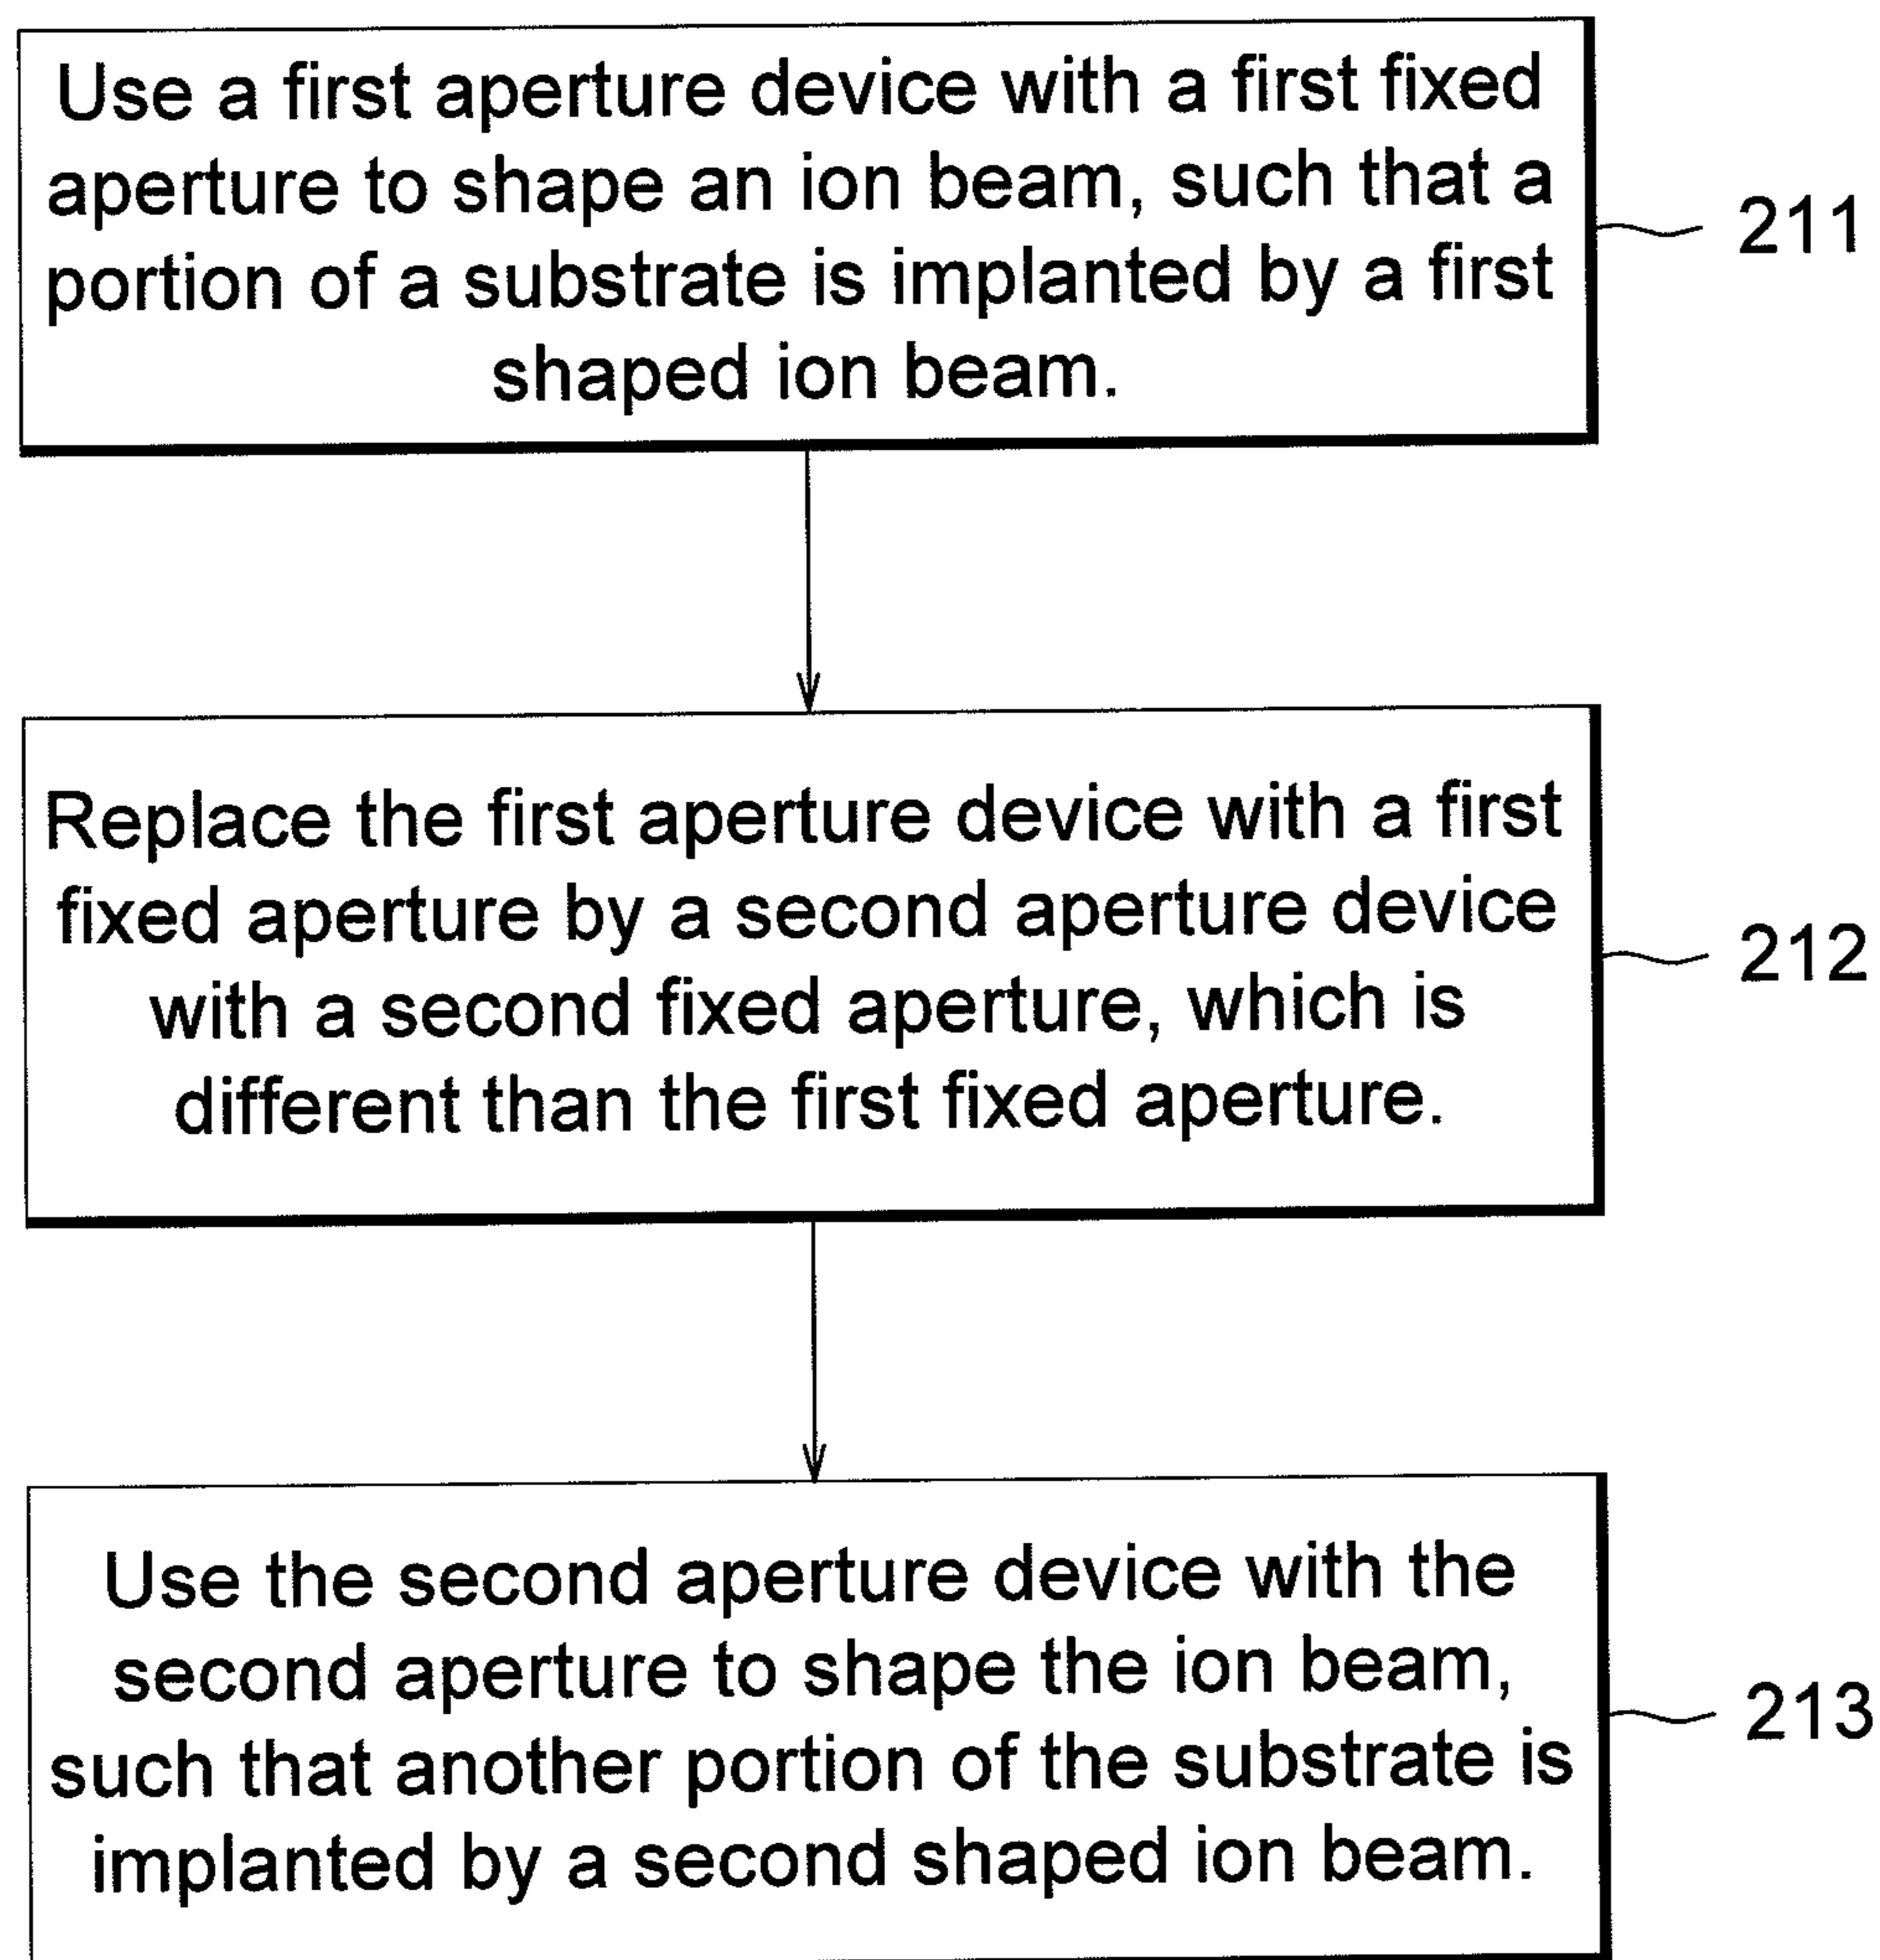 Use a first aperture device with a first fixed
aperture to shape an ion beam, such that a
portion of a substrate is implanted by a first
shaped ion beam.
211
Replace the first aperture device with a first
fixed aperture by a second aperture device
with a second fixed aperture, which is
different than the first fixed aperture.
212
Use the second aperture device with the
second aperture to shape the ion beam,
such that another portion of the substrate is
implanted by a second shaped ion beam.
213